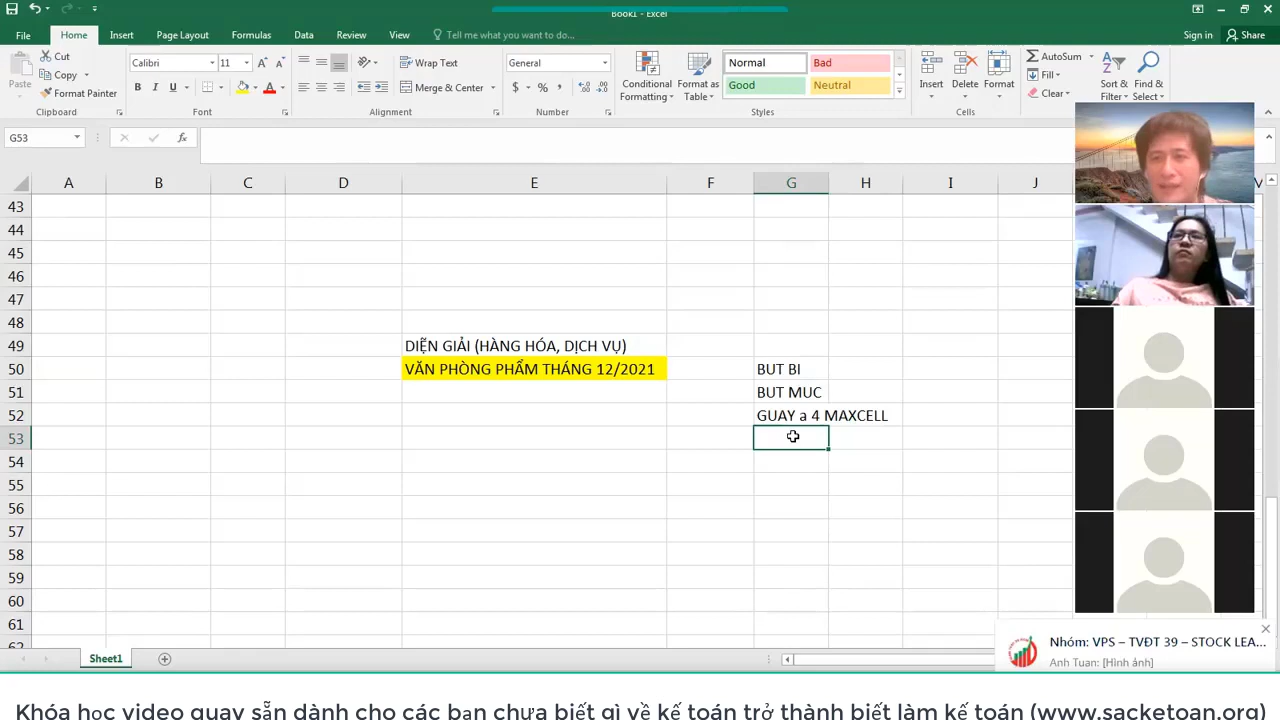 Book1 - Excel
File Home Insert Page Layout Formulas Data Review View Tell me what you want to do... Sign in Share
Cut
Copy
Paste Format Painter
Calibri 11
B I U A
Wrap Text
Merge & Center
General
$ % ,
Conditional Formatting
Format as Table
Normal Bad
Good Neutral
Insert Delete Format
AutoSum
Fill
Clear
Sort & Filter
Find & Select
Clipboard Font Alignment Number Styles Cells
G53 fx
A B C D E F G H I J
43
44
45
46
47
48
49 DIỆN GIẢI (HÀNG HÓA, DỊCH VỤ)
50 VĂN PHÒNG PHẨM THÁNG 12/2021 BUT BI
51 BUT MUC
52 GUAY a 4 MAXCELL
53
54
55
56
57
58
59
60
61
62
Sheet1
Nhóm: VPS – TVĐT 39 – STOCK LEA...
Anh Tuan: [Hình ảnh]
Khóa học video quay sẵn dành cho các bạn chưa biết gì về kế toán trở thành biết làm kế toán (www.sacketoan.org)